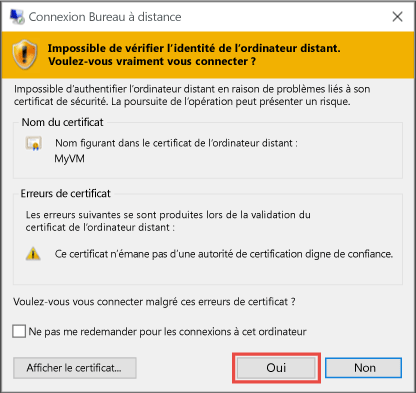 Connexion Bureau à distance
Impossible de vérifier l'identité de l'ordinateur distant.
Voulez-vous vraiment vous connecter ?
Impossible d'authentifier l'ordinateur distant en raison de problèmes liés à son
certificat de sécurité. La poursuite de l'opération peut présenter un risque.
Nom du certificat
Nom figurant dans le certificat de l'ordinateur distant :
MyVM
Erreurs de certificat
Les erreurs suivantes se sont produites lors de la validation du
certificat de l'ordinateur distant :
Ce certificat n'émane pas d'une autorité de certification digne de confiance.
Voulez-vous vous connecter malgré ces erreurs de certificat ?
Ne pas me redemander pour les connexions à cet ordinateur
Afficher le certificat...
Oui
Non